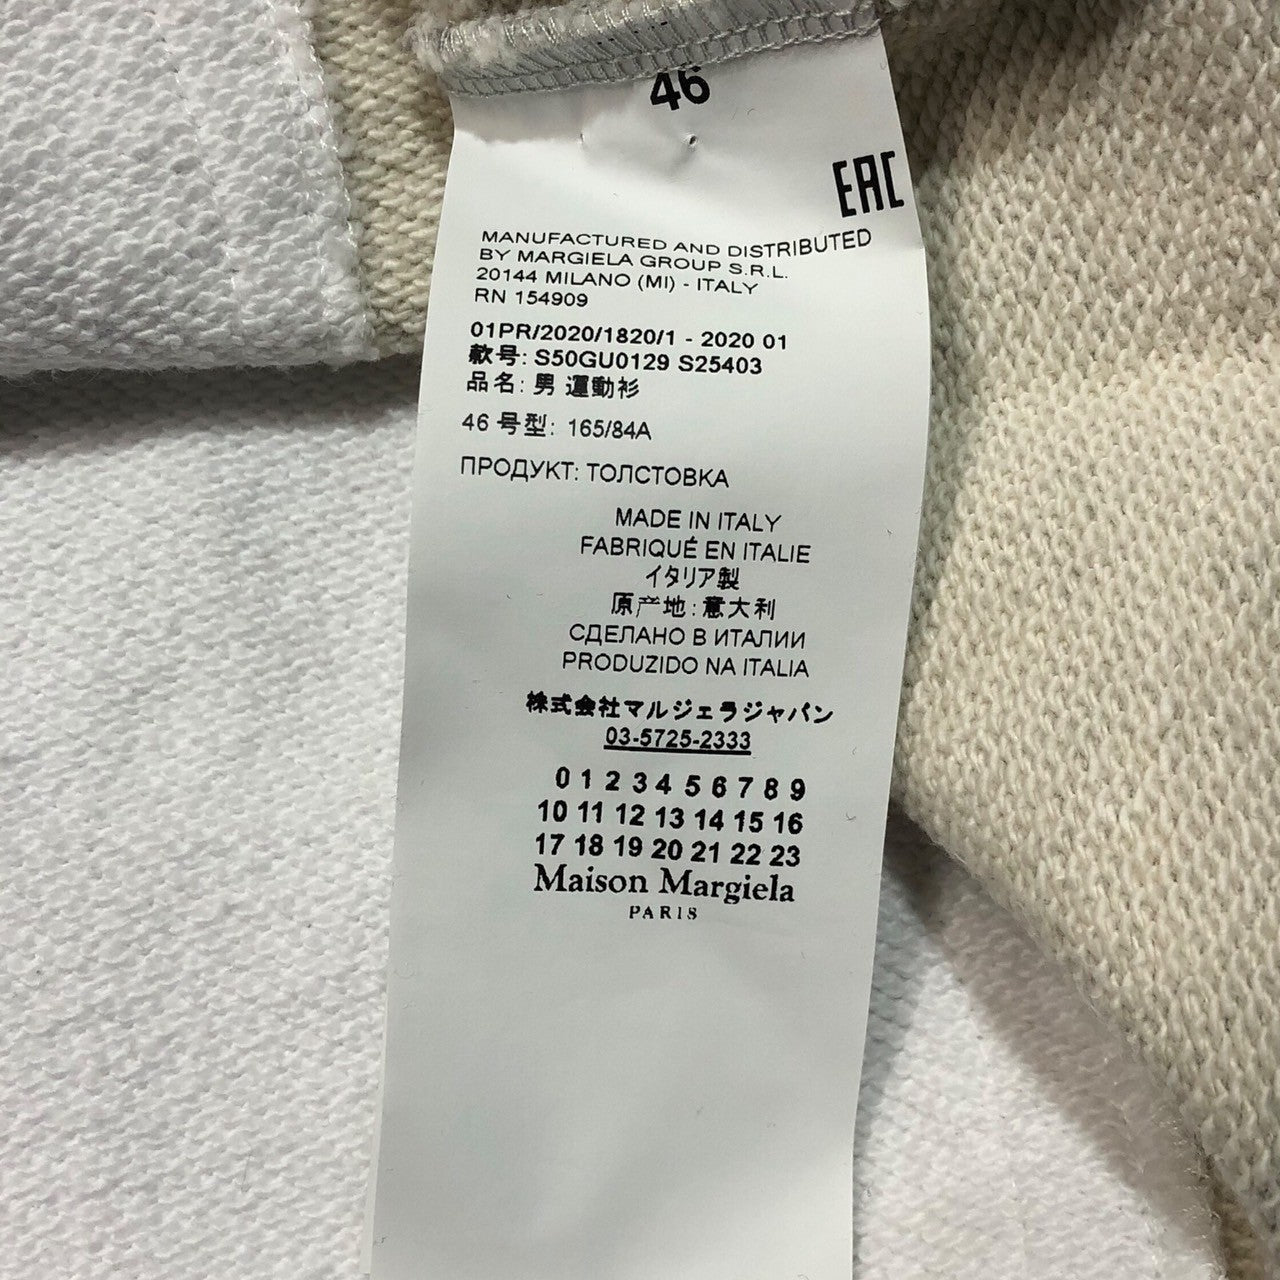 46
EAC
MANUFACTURED AND DISTRIBUTED
BY MARGIELA GROUP S.R.L.
20144 MILANO (MI) - ITALY
RN 154909
01PR/2020/1820/1 - 2020 01
款号: S50GU0129 S25403
品名: 男 運動衫
46 号型: 165/84A
ПРОДУКТ: ТОЛСТОВКА
MADE IN ITALY
FABRIQUÉ EN ITALIE
イタリア製
原产地: 意大利
СДЕЛАНО В ИТАЛИИ
PRODUZIDO NA ITALIA
株式会社マルジェラジャパン
03-5725-2333
0 1 2 3 4 5 6 7 8 9
10 11 12 13 14 15 16
17 18 19 20 21 22 23
Maison Margiela
PARIS